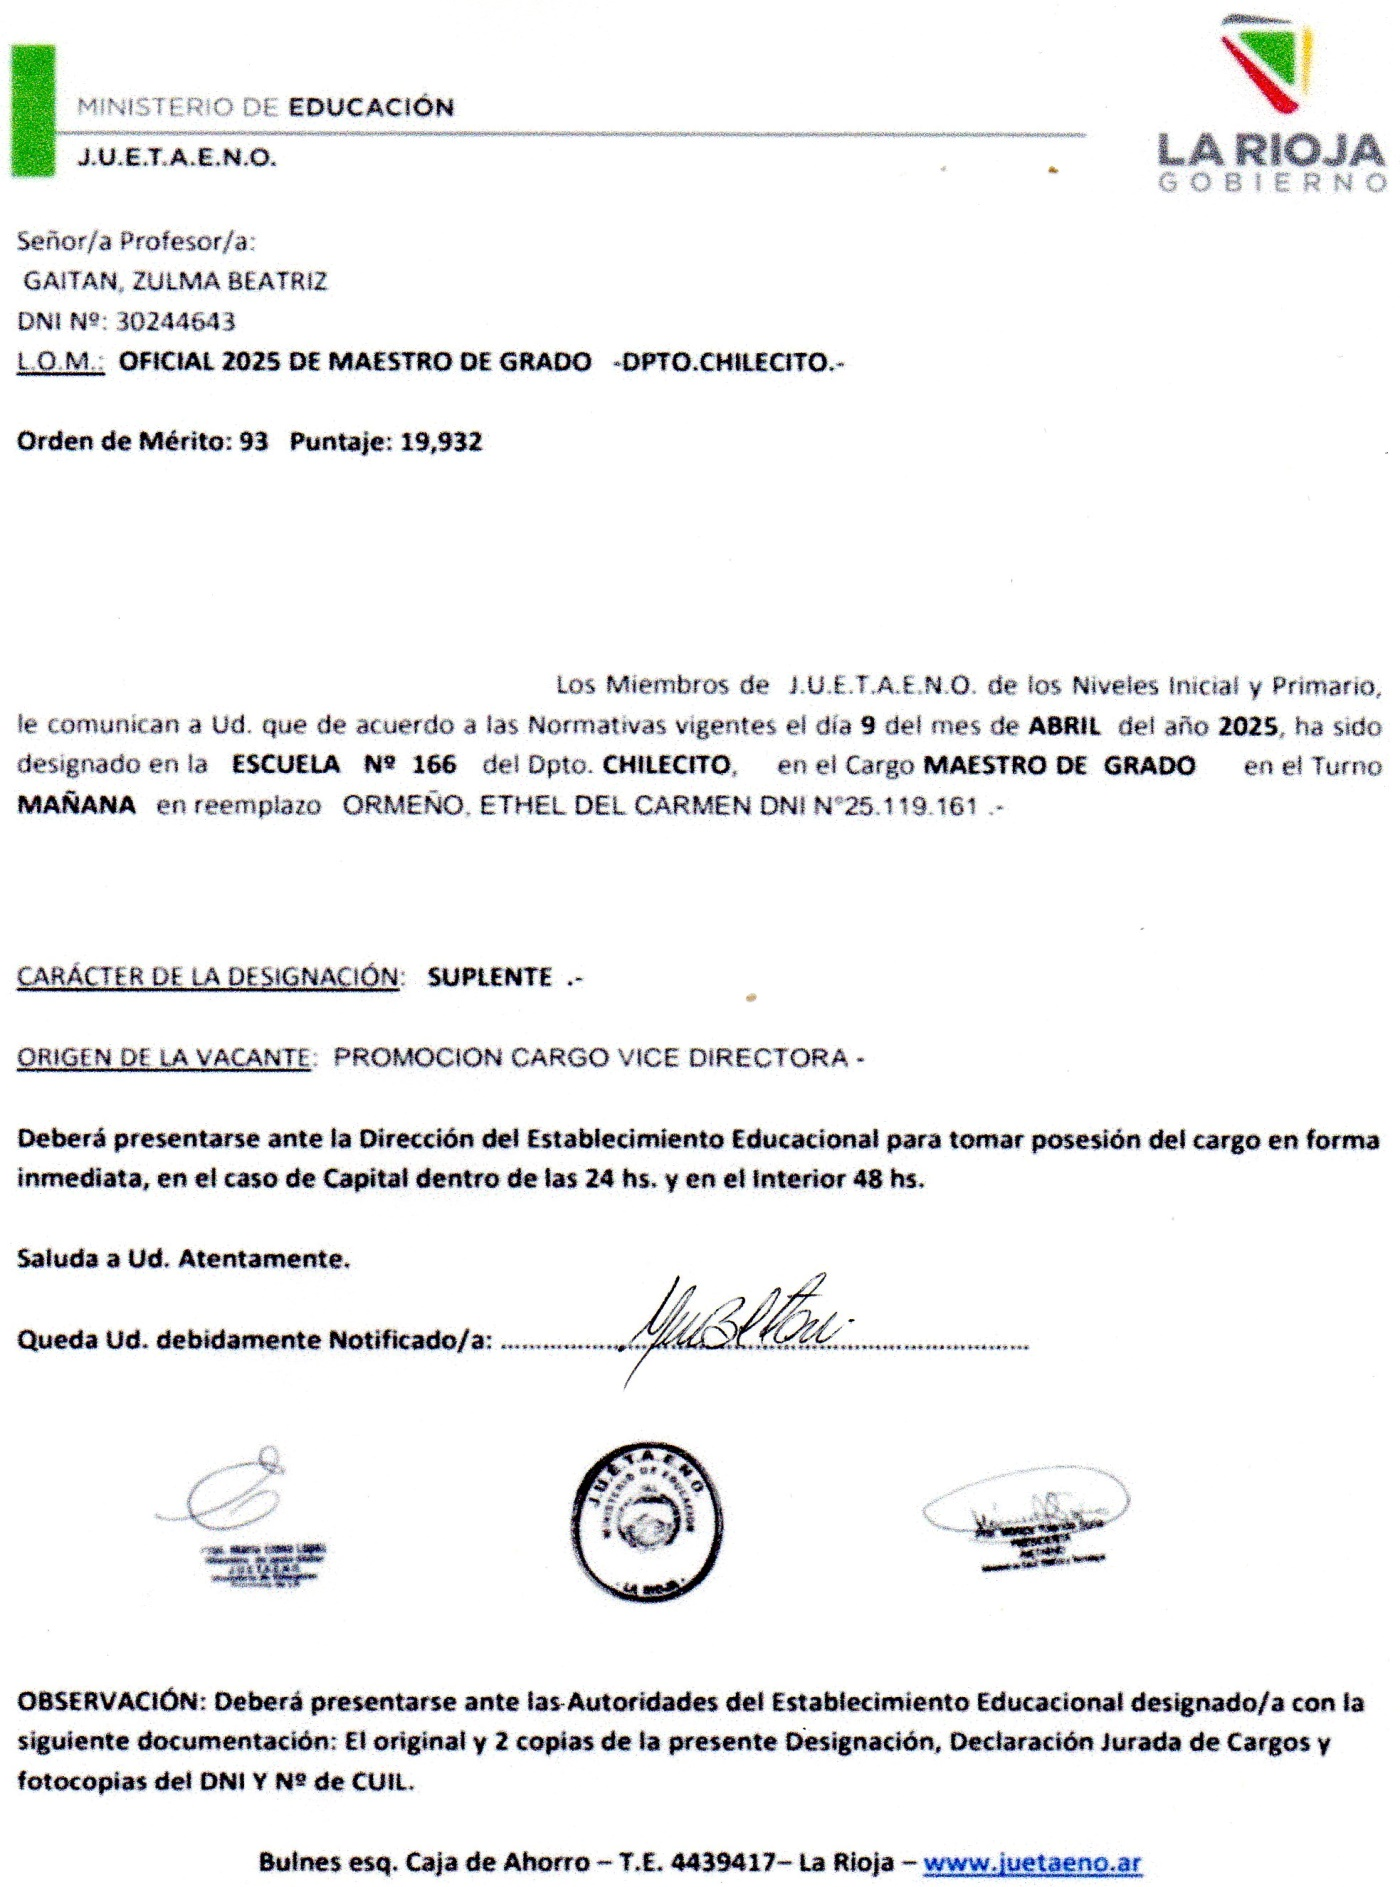 MINISTERIO DE EDUCACIÓN
J.U.E.T.A.E.N.O.
LA RIOJA
GOBIERNO
Señor/a Profesor/a:
GAITAN, ZULMA BEATRIZ
DNI Nº: 30244643
L.O.M.: OFICIAL 2025 DE MAESTRO DE GRADO -DPTO.CHILECITO.-
Orden de Mérito: 93 Puntaje: 19,932
Los Miembros de J.U.E.T.A.E.N.O. de los Niveles Inicial y Primario,
le comunican a Ud. que de acuerdo a las Normativas vigentes el día 9 del mes de ABRIL del año 2025, ha sido
designado en la ESCUELA Nº 166 del Dpto. CHILECITO, en el Cargo MAESTRO DE GRADO en el Turno
MAÑANA en reemplazo ORMEÑO, ETHEL DEL CARMEN DNI N°25.119.161 .-
CARÁCTER DE LA DESIGNACIÓN: SUPLENTE .-
ORIGEN DE LA VACANTE: PROMOCION CARGO VICE DIRECTORA -
Deberá presentarse ante la Dirección del Establecimiento Educacional para tomar posesión del cargo en forma
inmediata, en el caso de Capital dentro de las 24 hs. y en el Interior 48 hs.
Saluda a Ud. Atentamente.
Queda Ud. debidamente Notificado/a: ................................................
J.U.E.T.A.E.N.O.
MINISTERIO DE EDUCACION
LA RIOJA
JUETAENO
PRESIDENTA
OBSERVACIÓN: Deberá presentarse ante las Autoridades del Establecimiento Educacional designado/a con la
siguiente documentación: El original y 2 copias de la presente Designación, Declaración Jurada de Cargos y
fotocopias del DNI Y Nº de CUIL.
Bulnes esq. Caja de Ahorro – T.E. 4439417– La Rioja – www.juetaeno.ar